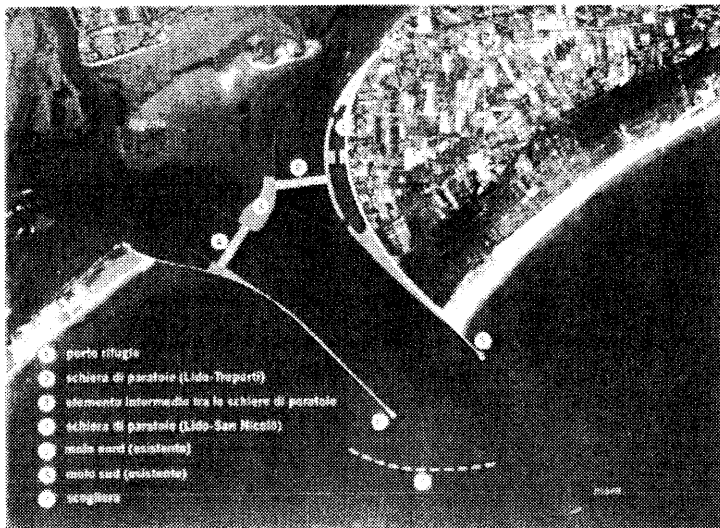 porto rifugio
schiera di paratoie (Lido-Treporti)
elemento intermedio tra le schiere di paratoie
schiera di paratoie (Lido-San Nicolò)
molo nord (esistente)
molo sud (esistente)
scogliera
mare